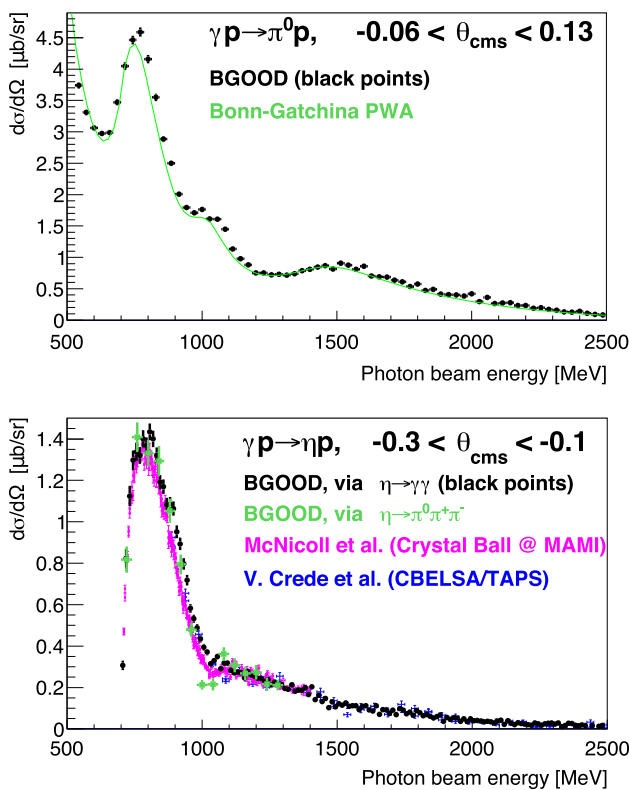 γ p→π⁰p, -0.06 < θcms < 0.13
BGOOD (black points)
Bonn-Gatchina PWA
dσ/dΩ [μb/sr]
4.5
4
3.5
3
2.5
2
1.5
1
0.5
0
500 1000 1500 2000 2500
Photon beam energy [MeV]
γ p→ηp, -0.3 < θcms < -0.1
BGOOD, via η→γγ (black points)
BGOOD, via η→π⁰π⁺π⁻
McNicoll et al. (Crystal Ball @ MAMI)
V. Crede et al. (CBELSA/TAPS)
dσ/dΩ [μb/sr]
1.4
1.2
1
0.8
0.6
0.4
0.2
0
500 1000 1500 2000 2500
Photon beam energy [MeV]